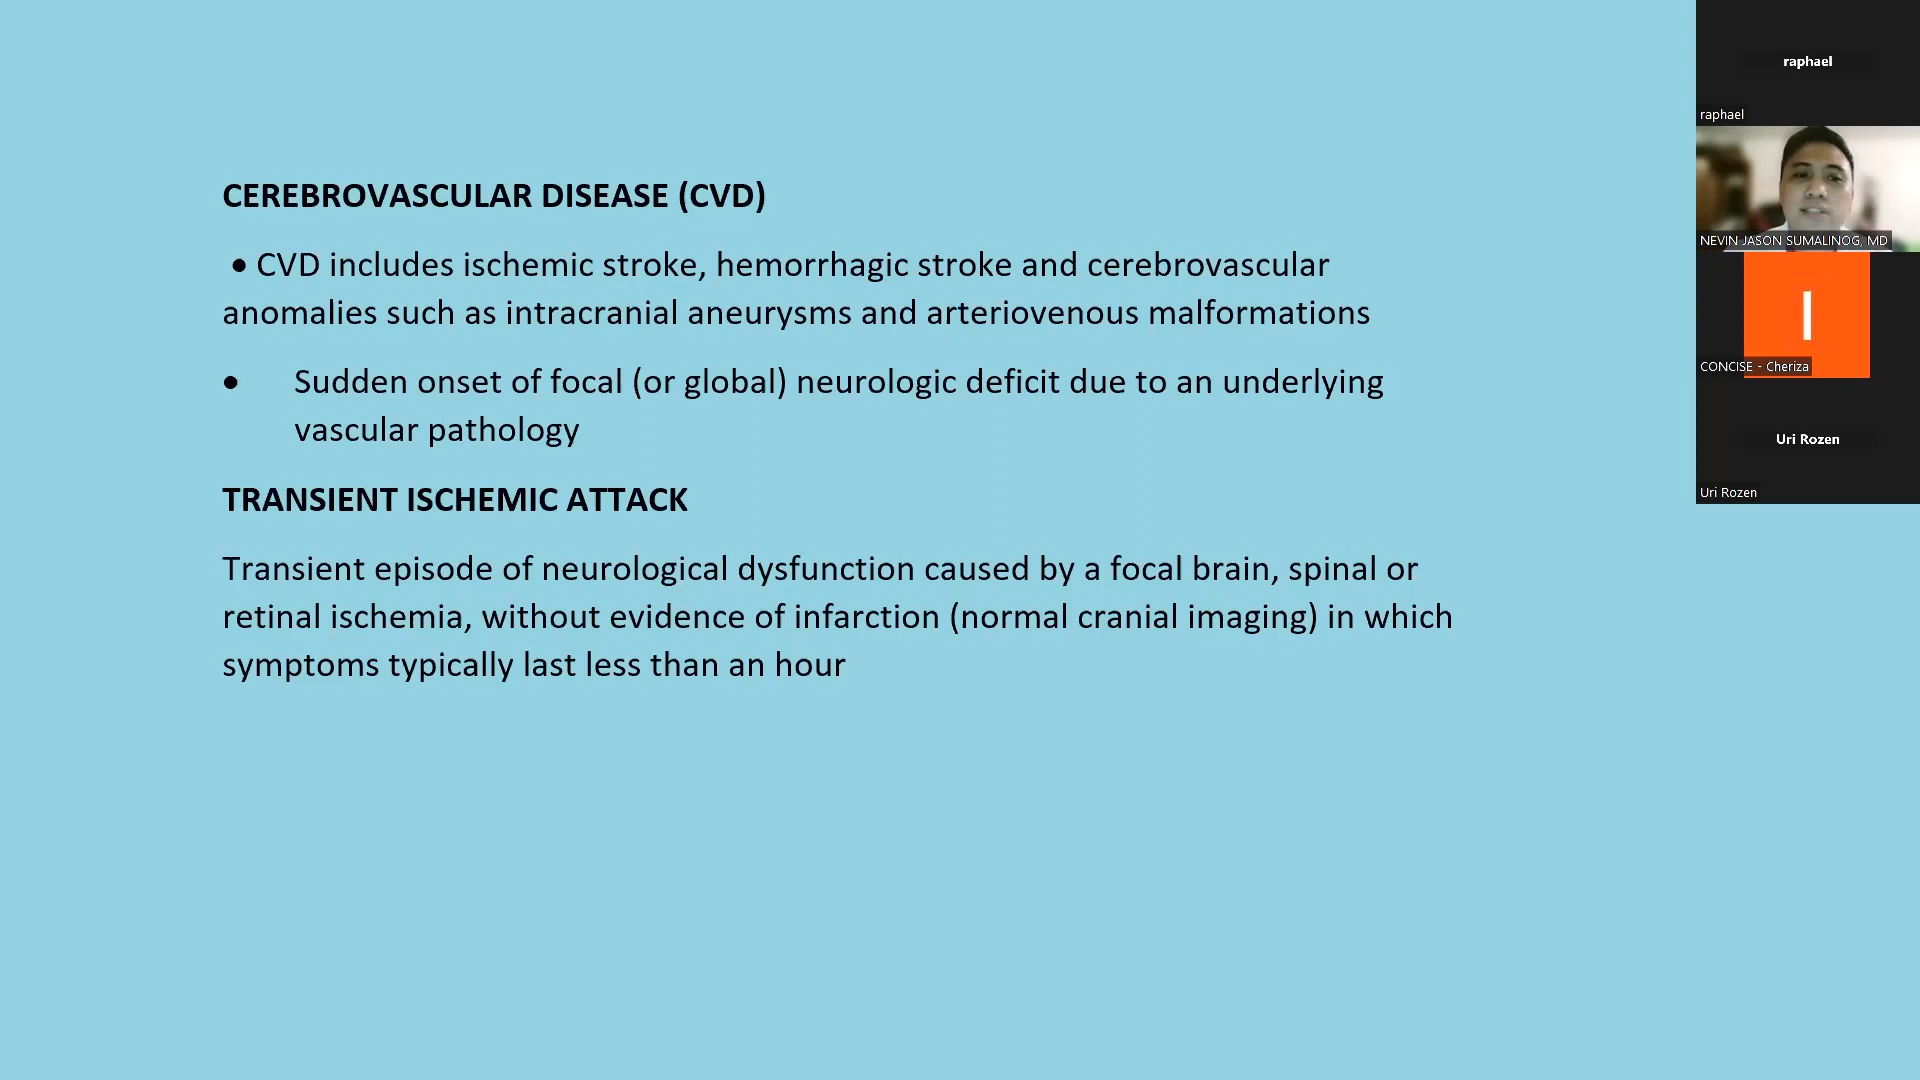 CEREBROVASCULAR DISEASE (CVD)
• CVD includes ischemic stroke, hemorrhagic stroke and cerebrovascular
anomalies such as intracranial aneurysms and arteriovenous malformations
• Sudden onset of focal (or global) neurologic deficit due to an underlying
vascular pathology
TRANSIENT ISCHEMIC ATTACK
Transient episode of neurological dysfunction caused by a focal brain, spinal or
retinal ischemia, without evidence of infarction (normal cranial imaging) in which
symptoms typically last less than an hour
raphael
raphael
NEVIN JASON SUMALINOG, MD
I
CONCISE - Cheriza
Uri Rozen
Uri Rozen